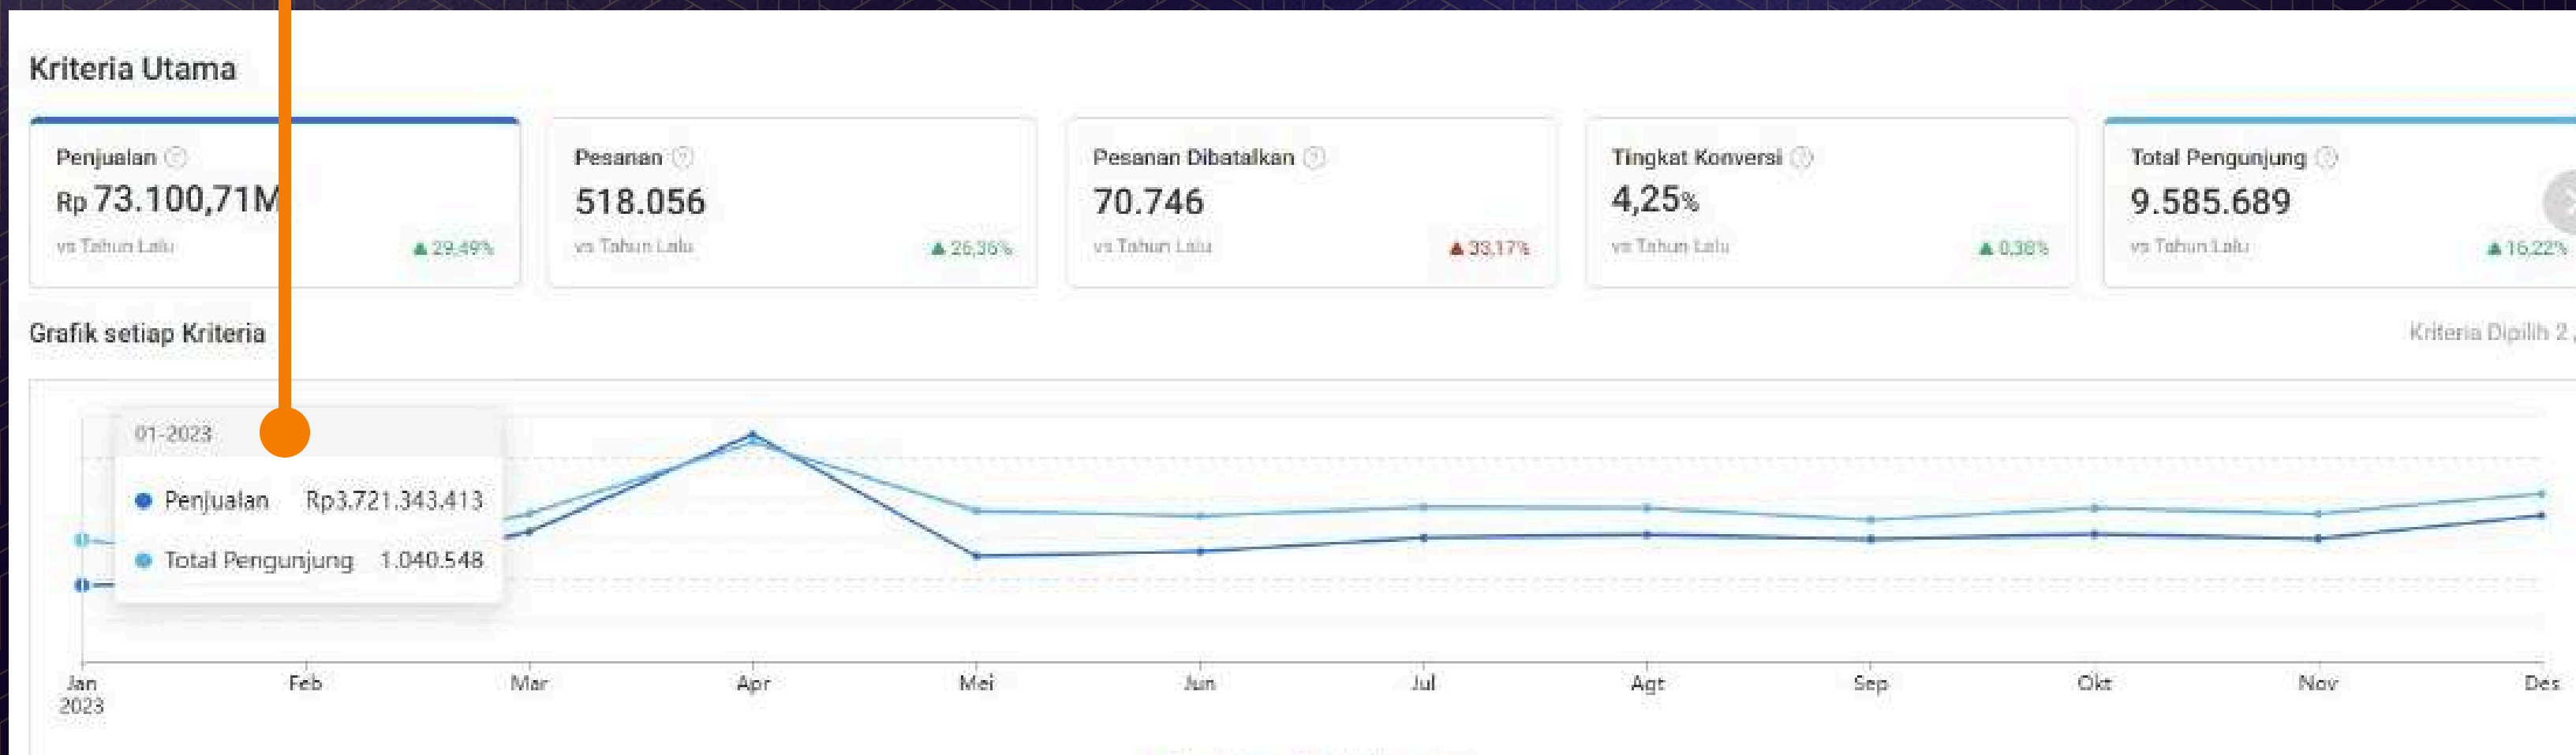 Kriteria Utama
Penjualan
Rp 73.100,71M
vs Tahun Lalu
▲ 29,49%
Pesanan
518.056
vs Tahun Lalu
▲ 26,36%
Pesanan Dibatalkan
70.746
vs Tahun Lalu
▲ 33,17%
Tingkat Konversi
4,25%
vs Tahun Lalu
▲ 0,38%
Total Pengunjung
9.585.689
vs Tahun Lalu
▲ 16,22%
Grafik setiap Kriteria
Kriteria Dipilih 2
01-2023
Penjualan Rp3.721.343.413
Total Pengunjung 1.040.548
Jan Feb Mar Apr Mei Jun Jul Agt Sep Okt Nov Des
2023